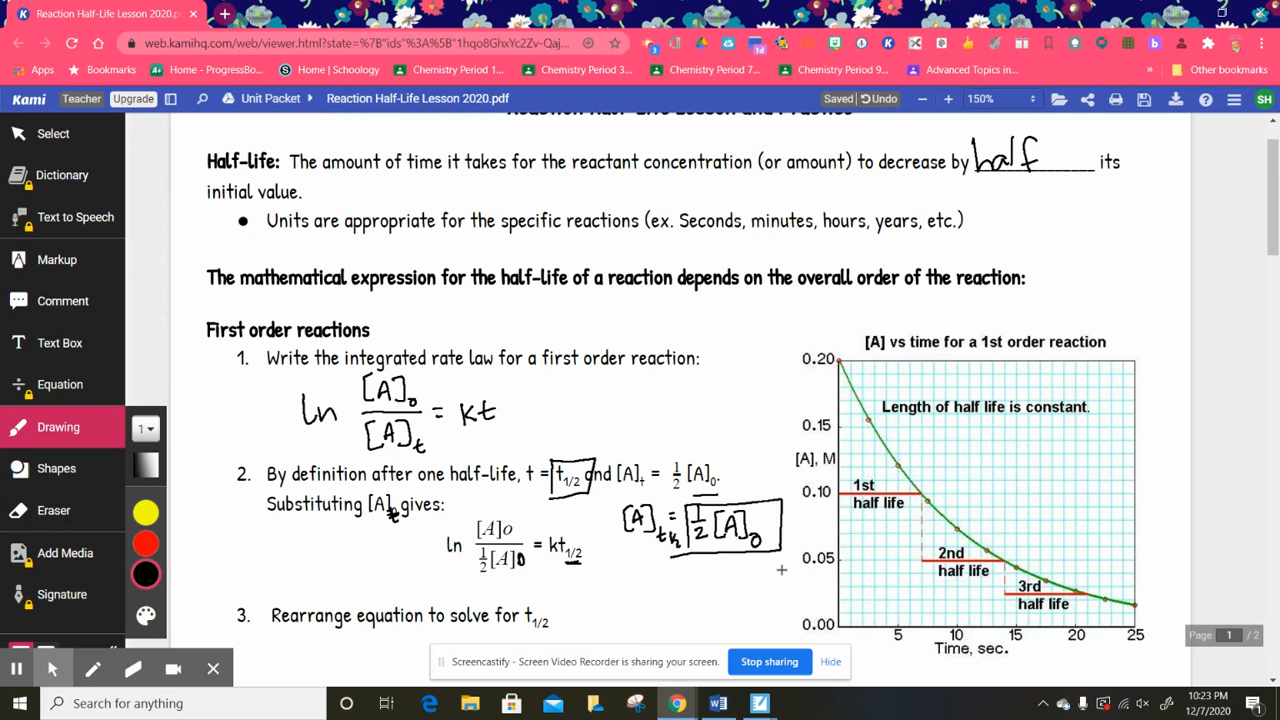 Reaction Half-Life Lesson 2020.p
web.kamihq.com/web/viewer.html?state=%7B"ids"%3A%5B"1hqo8GhxYc2Zv-Qaj...
Apps Bookmarks Home - ProgressBo... Home | Schoology Chemistry Period 1... Chemistry Period 3... Chemistry Period 7... Chemistry Period 9... Advanced Topics in... » Other bookmarks
Kami Teacher Upgrade Unit Packet Reaction Half-Life Lesson 2020.pdf Saved Undo 150% SH
Select
Dictionary
Text to Speech
Markup
Comment
Text Box
Equation
Drawing
Shapes
Eraser
Add Media
Signature
1
Reaction Half-Life Lesson and Practice
Half-life: The amount of time it takes for the reactant concentration (or amount) to decrease by half its
initial value.
● Units are appropriate for the specific reactions (ex. Seconds, minutes, hours, years, etc.)
The mathematical expression for the half-life of a reaction depends on the overall order of the reaction:
First order reactions
1. Write the integrated rate law for a first order reaction:
ln [A]₀/[A]t = kt
2. By definition after one half-life, t = t1/2 and [A]t = ½ [A]₀.
Substituting [A]t gives:
[A]t½ = ½ [A]₀
ln [A]o/½[A]0 = kt1/2
3. Rearrange equation to solve for t1/2
[A] vs time for a 1st order reaction
Length of half life is constant.
[A], M
0.20
0.15
0.10
0.05
0.00
1st half life
2nd half life
3rd half life
5 10 15 20 25
Time, sec.
Page 1 / 2
Screencastify - Screen Video Recorder is sharing your screen. Stop sharing Hide
Type here to search
10:23 PM
12/7/2020